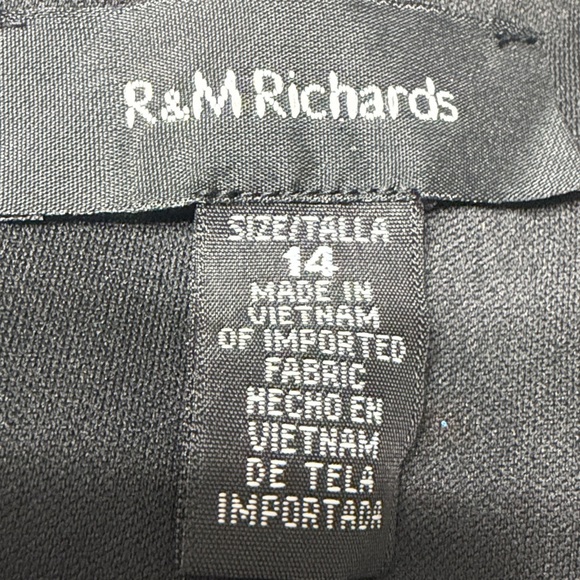 R&M Richards
SIZE/TALLA
14
MADE IN
VIETNAM
OF IMPORTED
FABRIC
HECHO EN
VIETNAM
DE TELA
IMPORTADA